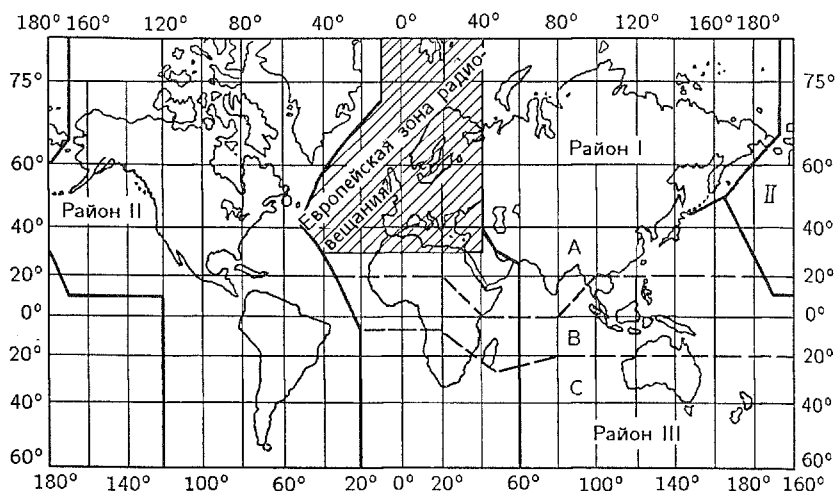 180° 160° 120° 80° 40° 0° 40° 80° 120° 160° 180°
75° 75°
Европейская зона радио-
вещания
Район I
60° 60°
Район II
II
40° 40°
A
20° 20°
0° 0°
B
20° 20°
C
40° 40°
Район III
60° 60°
180° 140° 100° 60° 20° 0° 20° 60° 100° 140° 180° 160°